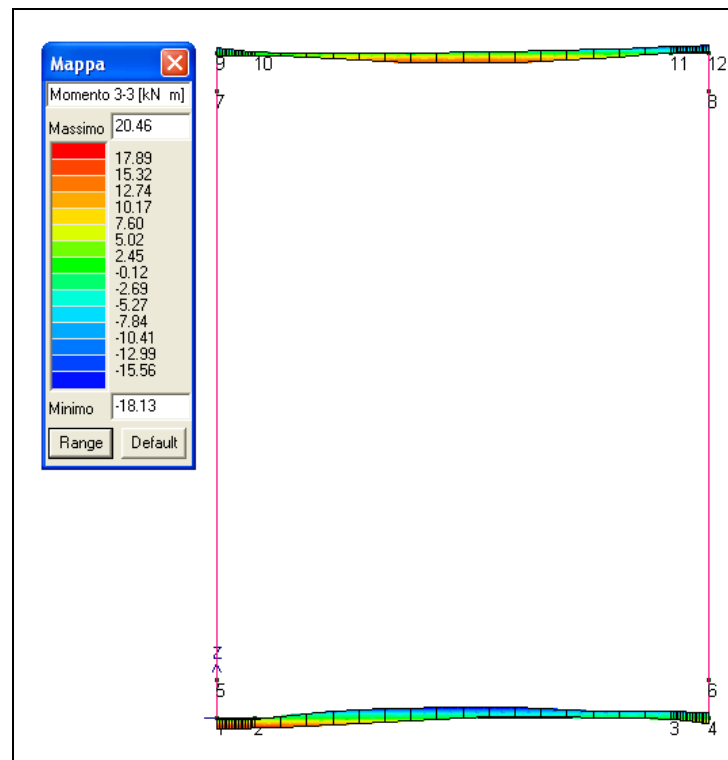 Mappa
Momento 3-3 [kN m]
Massimo 20.46
17.89
15.32
12.74
10.17
7.60
5.02
2.45
-0.12
-2.69
-5.27
-7.84
-10.41
-12.99
-15.56
Minimo -18.13
Range Default
9 10 11 12
7 8
Z
5 6
1 2 3 4